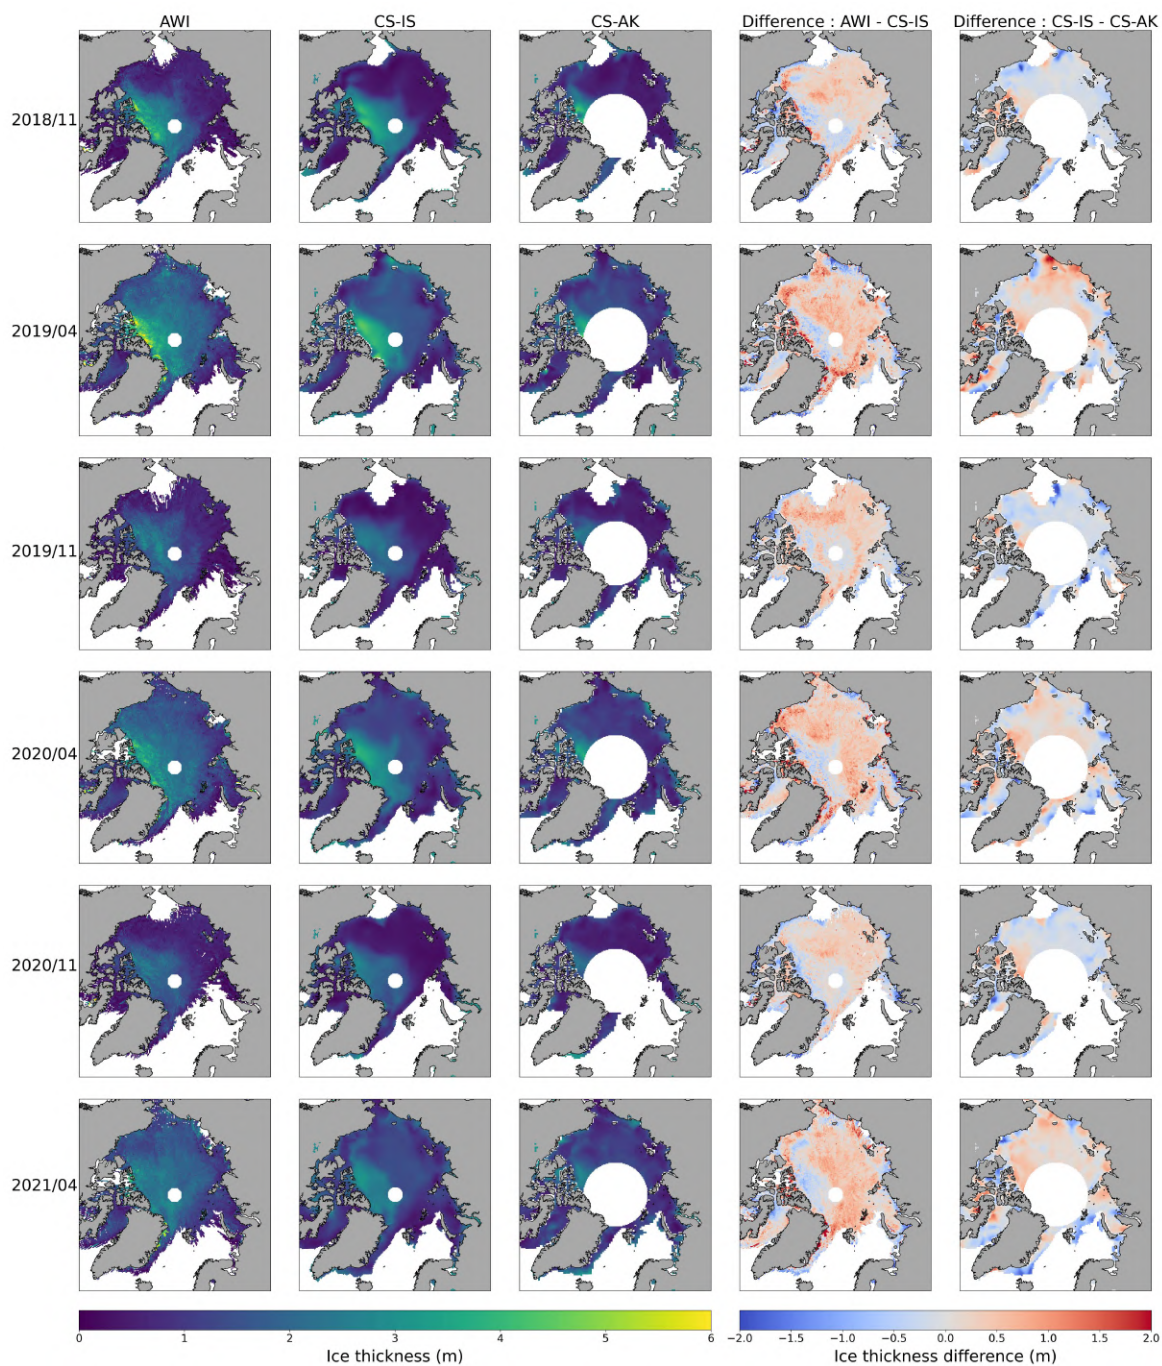 AWI CS-IS CS-AK Difference : AWI - CS-IS Difference : CS-IS - CS-AK
2018/11
2019/04
2019/11
2020/04
2020/11
2021/04
0 1 2 3 4 5 6 −2.0 −1.5 −1.0 −0.5 0.0 0.5 1.0 1.5 2.0
Ice thickness (m) Ice thickness difference (m)